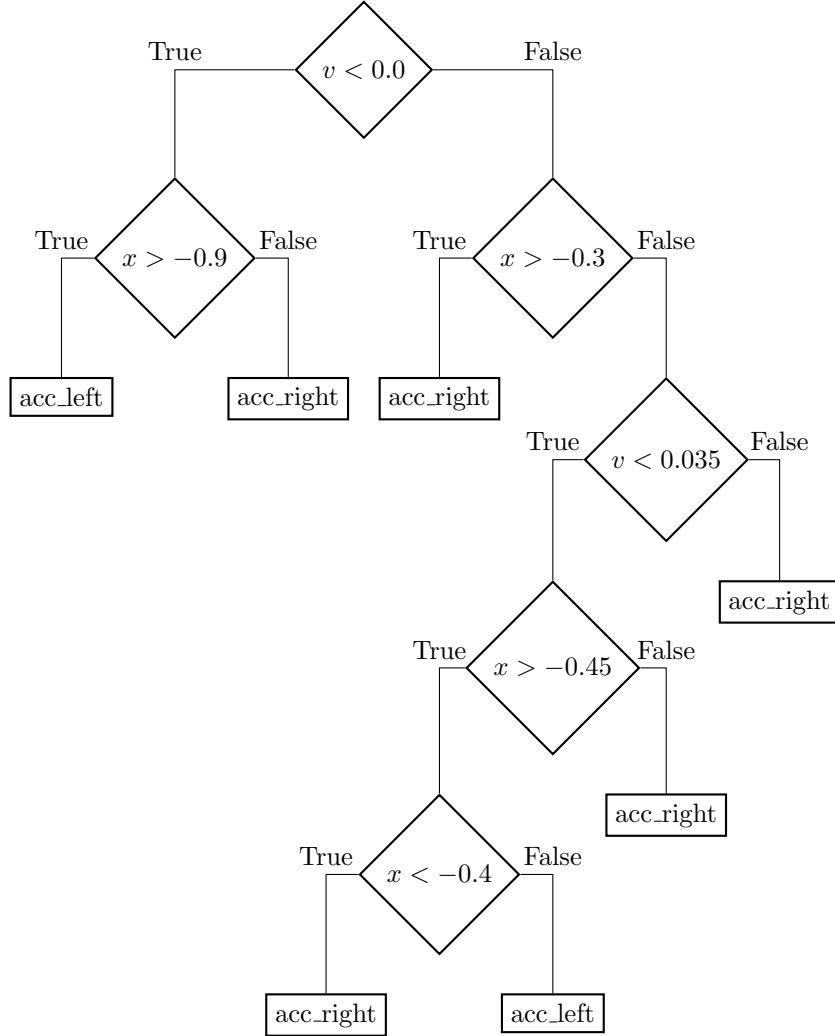 True
False
v < 0.0
True
False
True
False
x > −0.9
x > −0.3
acc_left
acc_right
acc_right
True
False
v < 0.035
acc_right
True
False
x > −0.45
acc_right
True
False
x < −0.4
acc_right
acc_left